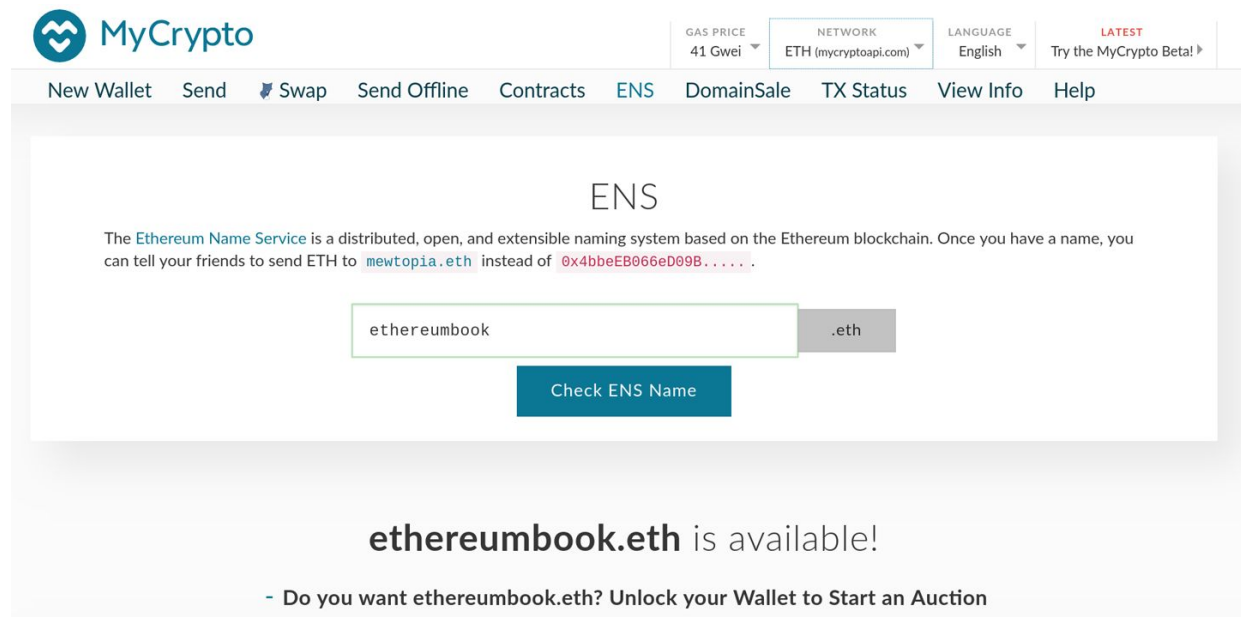 MyCrypto
GAS PRICE
41 Gwei
NETWORK
ETH (mycryptoapi.com)
LANGUAGE
English
LATEST
Try the MyCrypto Beta!
New Wallet Send Swap Send Offline Contracts ENS DomainSale TX Status View Info Help
ENS
The Ethereum Name Service is a distributed, open, and extensible naming system based on the Ethereum blockchain. Once you have a name, you
can tell your friends to send ETH to mewtopia.eth instead of 0x4bbeEB066eD09B..... .
ethereumbook .eth
Check ENS Name
ethereumbook.eth is available!
- Do you want ethereumbook.eth? Unlock your Wallet to Start an Auction